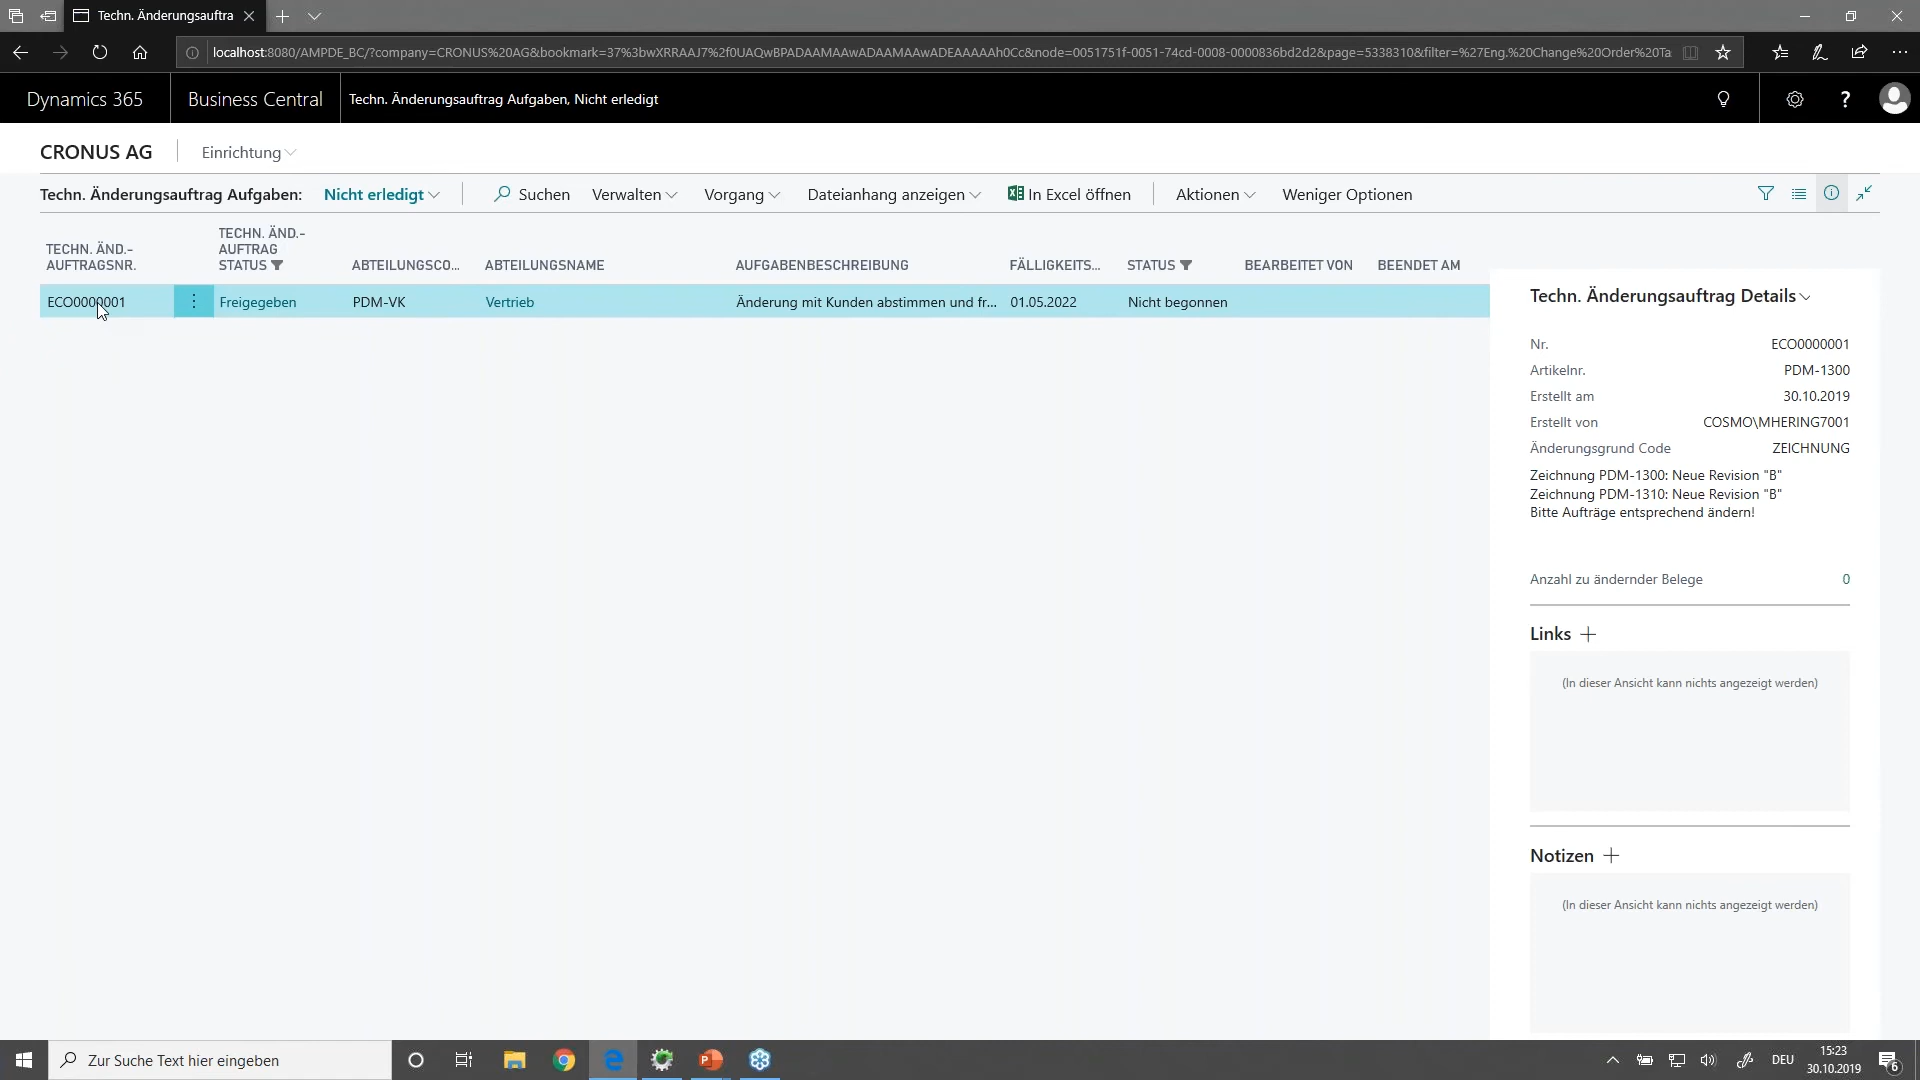 Techn. Änderungsauftra
localhost:8080/AMPDE_BC/?company=CRONUS%20AG&bookmark=37%3bwXRRAAJ7%2f0UAQwBPADAAMAAwADAAMAAwADEAAAAAh0Cc&node=0051751f-0051-74cd-0008-0000836bd2d2&page=5338310&filter=%27Eng.%20Change%20Order%20Ta
Dynamics 365
Business Central
Techn. Änderungsauftrag Aufgaben, Nicht erledigt
?
CRONUS AG
Einrichtung
Techn. Änderungsauftrag Aufgaben: Nicht erledigt Suchen Verwalten Vorgang Dateianhang anzeigen In Excel öffnen Aktionen Weniger Optionen
TECHN. ÄND.-
AUFTRAGSNR.
TECHN. ÄND.-
AUFTRAG
STATUS
ABTEILUNGSCO...
ABTEILUNGSNAME
AUFGABENBESCHREIBUNG
FÄLLIGKEITS...
STATUS
BEARBEITET VON
BEENDET AM
ECO0000001 Freigegeben PDM-VK Vertrieb Änderung mit Kunden abstimmen und fr... 01.05.2022 Nicht begonnen
Techn. Änderungsauftrag Details
Nr. ECO0000001
Artikelnr. PDM-1300
Erstellt am 30.10.2019
Erstellt von COSMO\MHERING7001
Änderungsgrund Code ZEICHNUNG
Zeichnung PDM-1300: Neue Revision "B"
Zeichnung PDM-1310: Neue Revision "B"
Bitte Aufträge entsprechend ändern!
Anzahl zu ändernder Belege 0
Links
(In dieser Ansicht kann nichts angezeigt werden)
Notizen
(In dieser Ansicht kann nichts angezeigt werden)
Zur Suche Text hier eingeben
DEU
15:23
30.10.2019
6